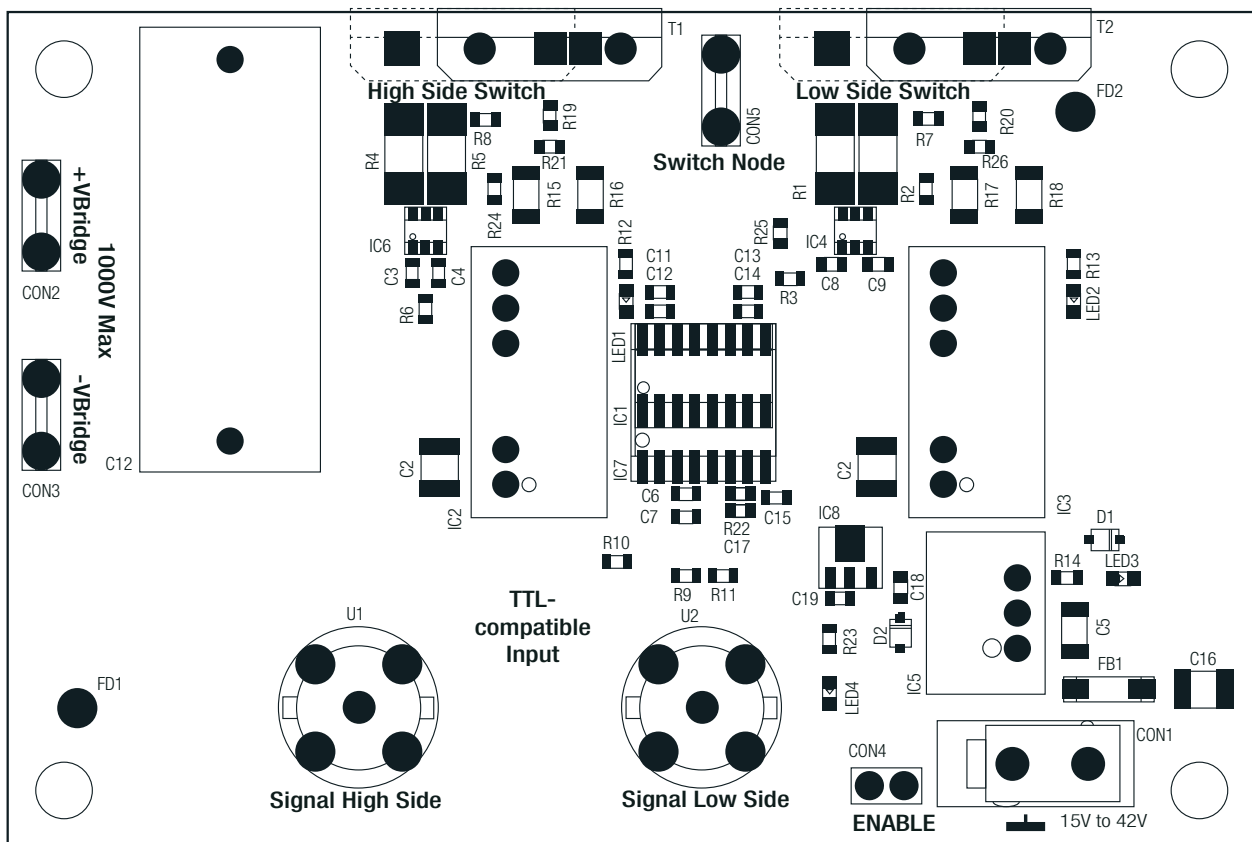 T1
T2
High Side Switch
Low Side Switch
FD2
R19
R20
R8
CON5
R7
R4
R5
R21
Switch Node
R1
R26
+VBridge
R15
R16
R2
R17
R18
R24
R12
R25
IC6
IC4
1000V Max
C3
C4
C11
C13
C12
C14
R3
C8
C9
R13
CON2
R6
LED2
LED1
-VBridge
IC1
C12
C2
IC7
C2
CON3
IC2
C6
C7
R22
C15
C17
IC8
IC3
D1
R10
R14
LED3
R9
R11
C19
C18
TTL-
compatible
Input
U1
U2
R23
D2
C5
IC5
FB1
C16
FD1
LED4
CON4
CON1
Signal High Side
Signal Low Side
ENABLE
15V to 42V